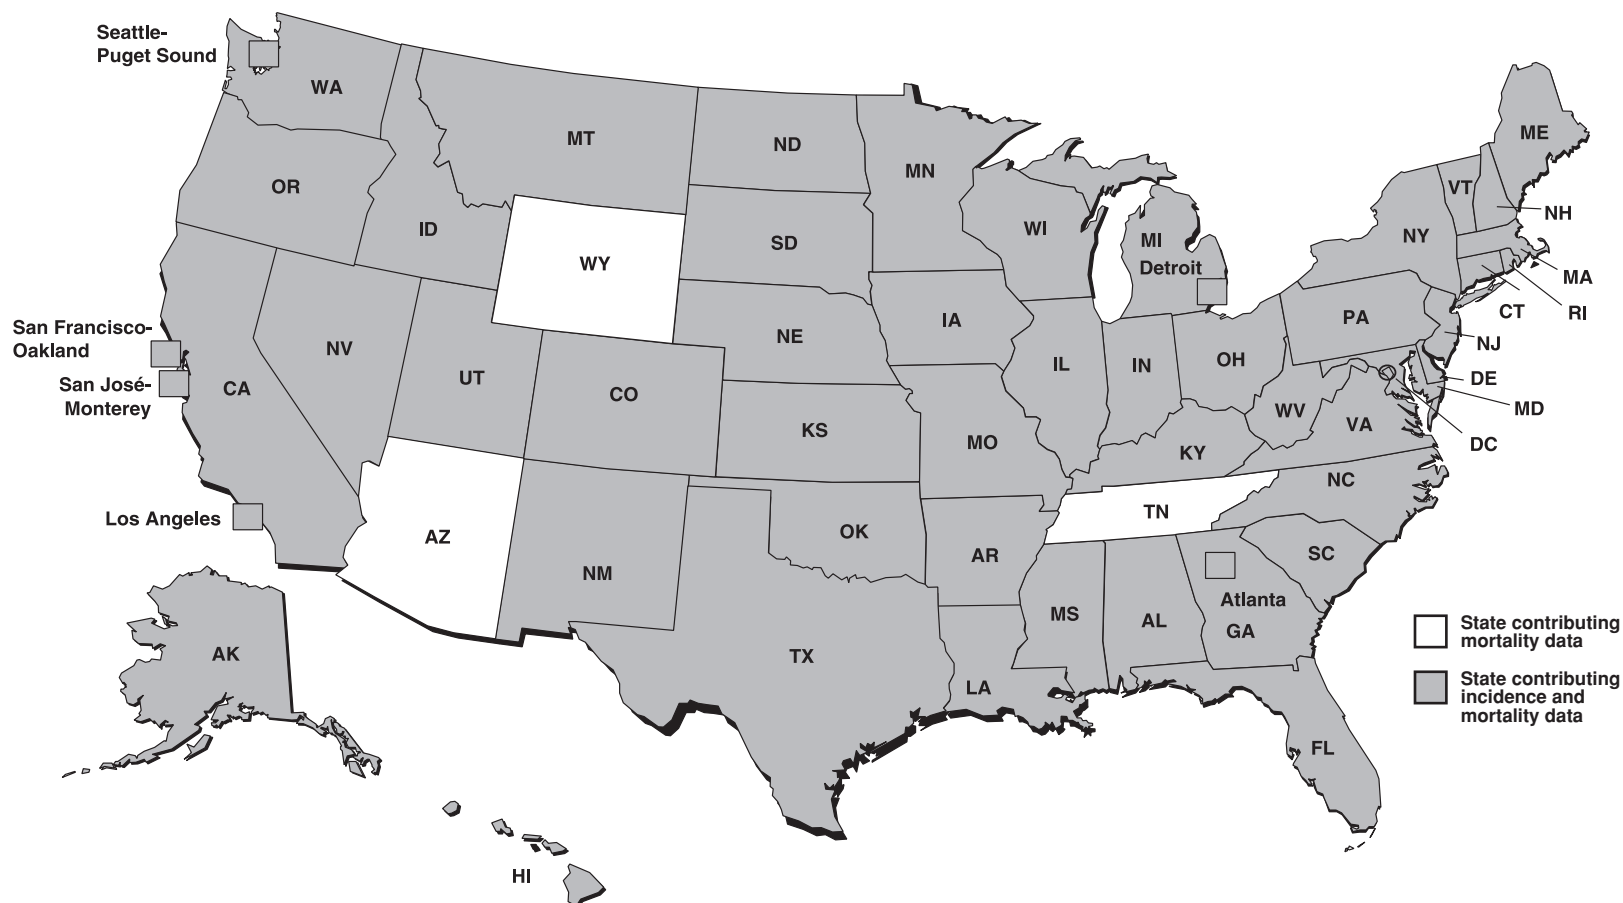 Seattle-
Puget Sound
WA
MT
ND
MN
ME
OR
ID
WY
SD
WI
MI
Detroit
NY
VT
NH
MA
RI
CT
San Francisco-
Oakland
San José-
Monterey
CA
NV
UT
CO
NE
IA
IL
IN
OH
PA
NJ
DE
MD
DC
KS
MO
KY
WV
VA
Los Angeles
AZ
NM
OK
AR
TN
NC
SC
AK
TX
LA
MS
AL
Atlanta
GA
FL
HI
State contributing
mortality data
State contributing
incidence and
mortality data